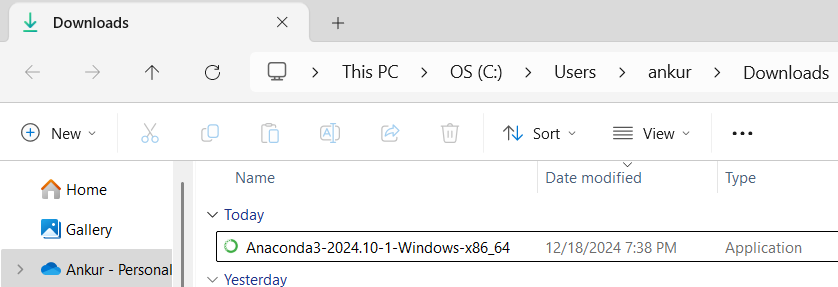 Downloads
This PC OS (C:) Users ankur Downloads
New Sort View
Name Date modified Type
Home
Gallery
Ankur - Personal
Today
Anaconda3-2024.10-1-Windows-x86_64 12/18/2024 7:38 PM Application
Yesterday